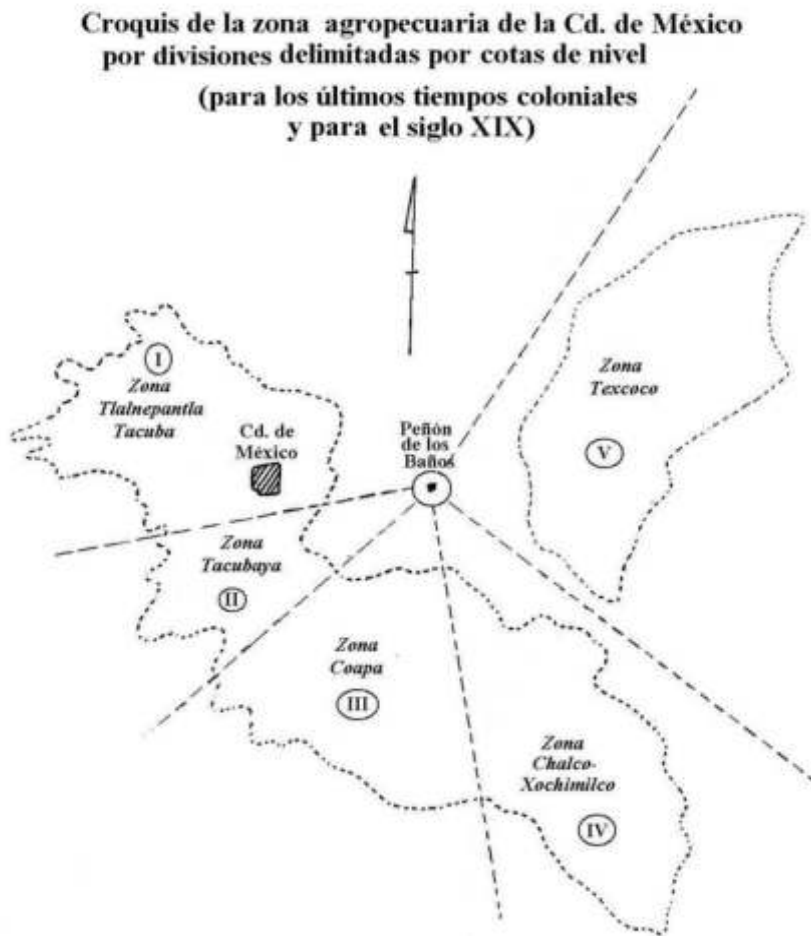 Croquis de la zona agropecuaria de la Cd. de México
por divisiones delimitadas por cotas de nivel
(para los últimos tiempos coloniales
y para el siglo XIX)
I
Zona
Tlalnepantla
Tacuba
Cd. de
México
Peñón
de los
Baños
Zona
Texcoco
V
Zona
Tacubaya
II
Zona
Coapa
III
Zona
Chalco-
Xochimilco
IV